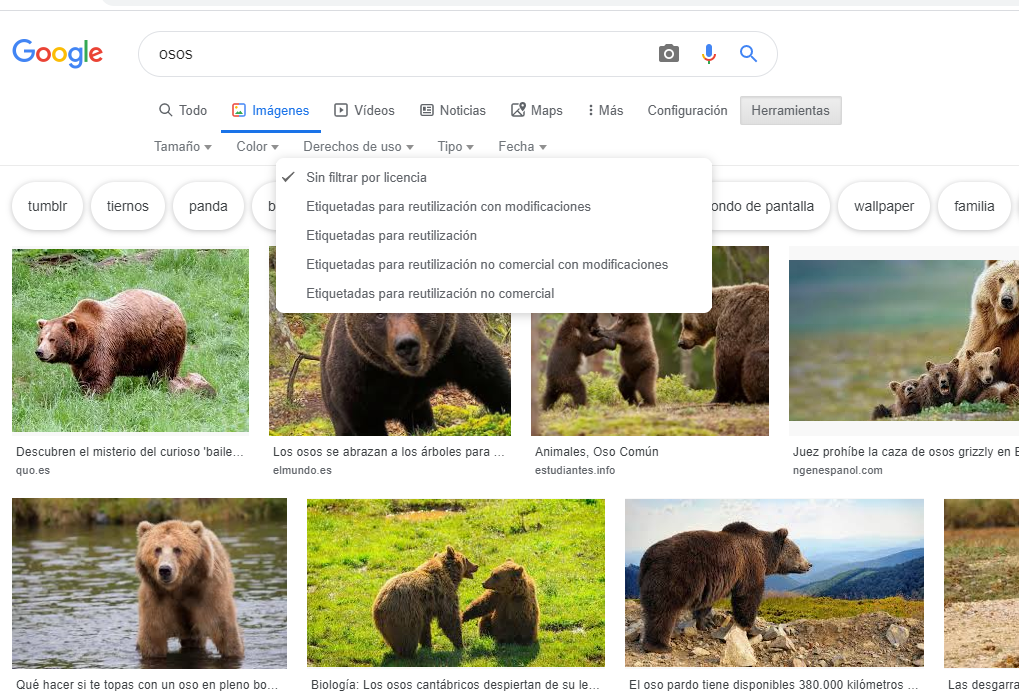 Google
osos
Todo Imágenes Vídeos Noticias Maps Más Configuración Herramientas
Tamaño Color Derechos de uso Tipo Fecha
Sin filtrar por licencia
Etiquetadas para reutilización con modificaciones
Etiquetadas para reutilización
Etiquetadas para reutilización no comercial con modificaciones
Etiquetadas para reutilización no comercial
tumblr tiernos panda b ondo de pantalla wallpaper familia
Descubren el misterio del curioso 'baile...
quo.es
Los osos se abrazan a los árboles para ...
elmundo.es
Animales, Oso Común
estudiantes.info
Juez prohíbe la caza de osos grizzly en E
ngenespanol.com
Qué hacer si te topas con un oso en pleno bo...
Biología: Los osos cantábricos despiertan de su le...
El oso pardo tiene disponibles 380.000 kilómetros ...
Las desgarra